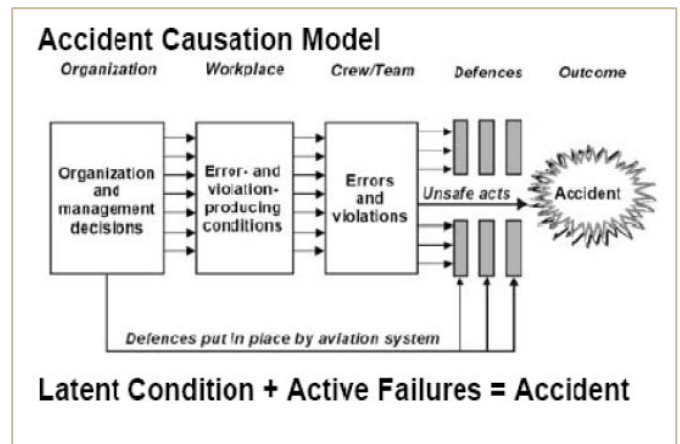 Accident Causation Model
Organization Workplace Crew/Team Defences Outcome
Organization
and
management
decisions
Error- and
violation-
producing
conditions
Errors
and
violations
Unsafe acts
Accident
Defences put in place by aviation system
Latent Condition + Active Failures = Accident